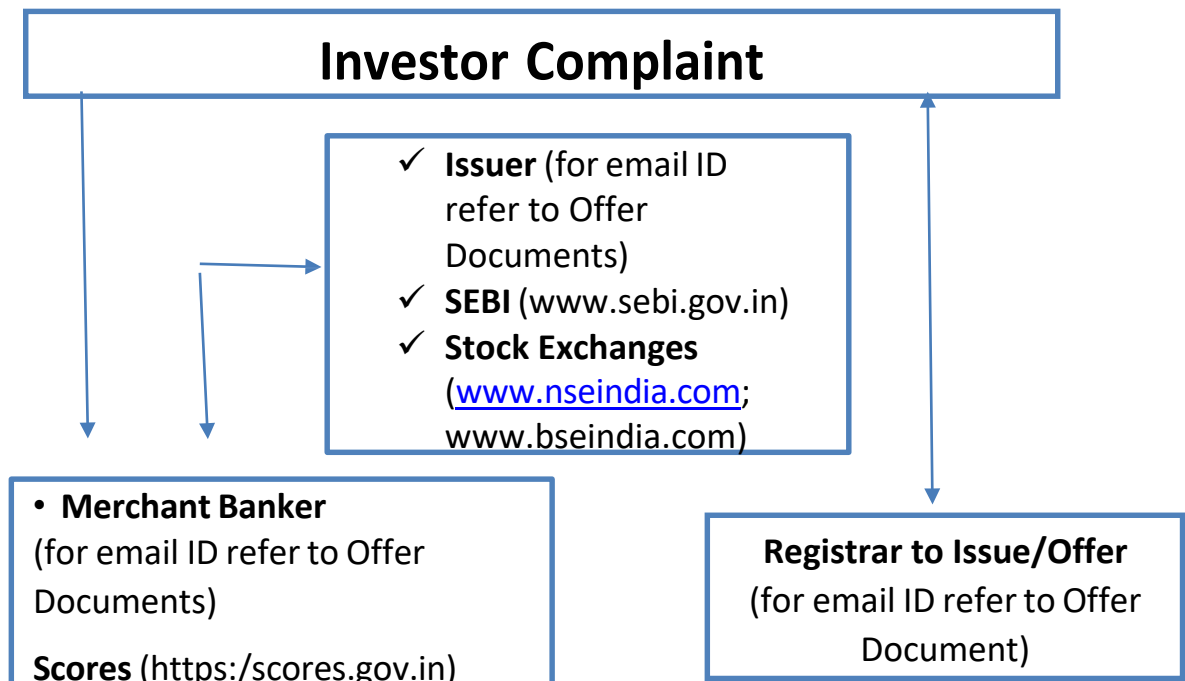 Investor Complaint
✓ Issuer (for email ID
refer to Offer
Documents)
✓ SEBI (www.sebi.gov.in)
✓ Stock Exchanges
(www.nseindia.com;
www.bseindia.com)
• Merchant Banker
(for email ID refer to Offer
Documents)
Scores (https:/scores.gov.in)
Registrar to Issue/Offer
(for email ID refer to Offer
Document)